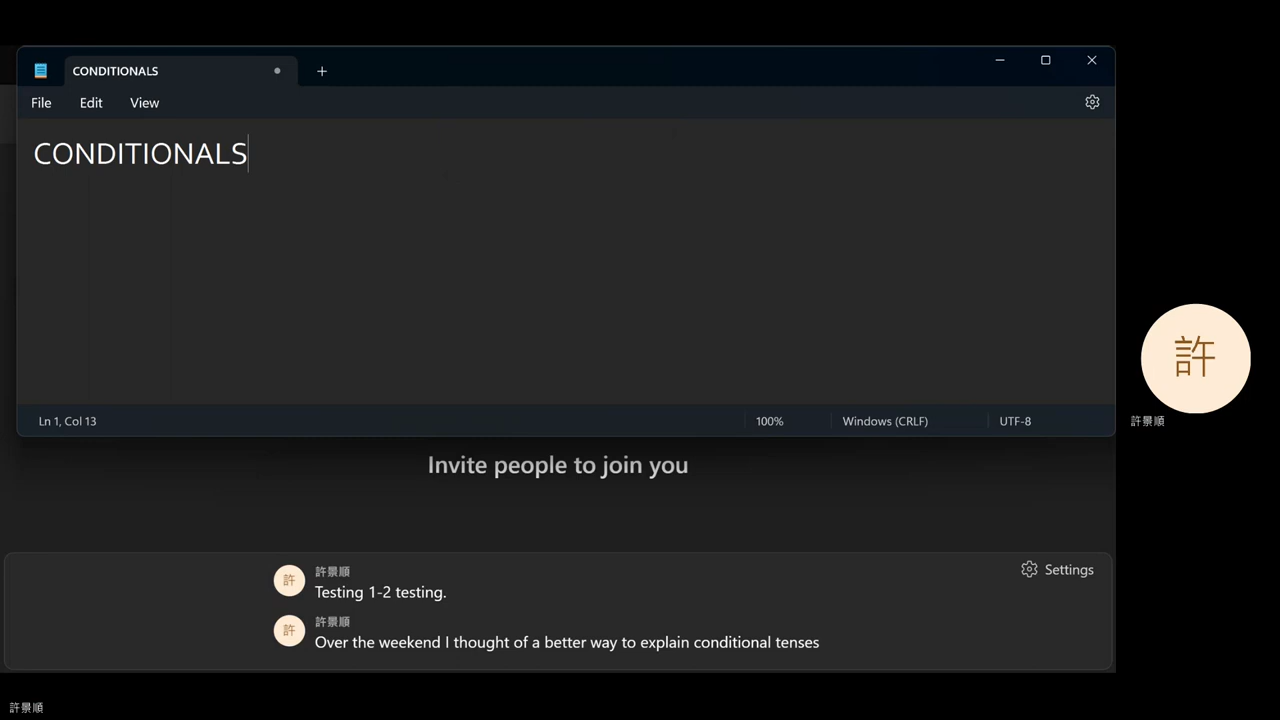 CONDITIONALS
File Edit View
CONDITIONALS
Ln 1, Col 13 100% Windows (CRLF) UTF-8
許
許景順
Invite people to join you
許景順
許 Testing 1-2 testing.
Settings
許景順
許 Over the weekend I thought of a better way to explain conditional tenses
許景順